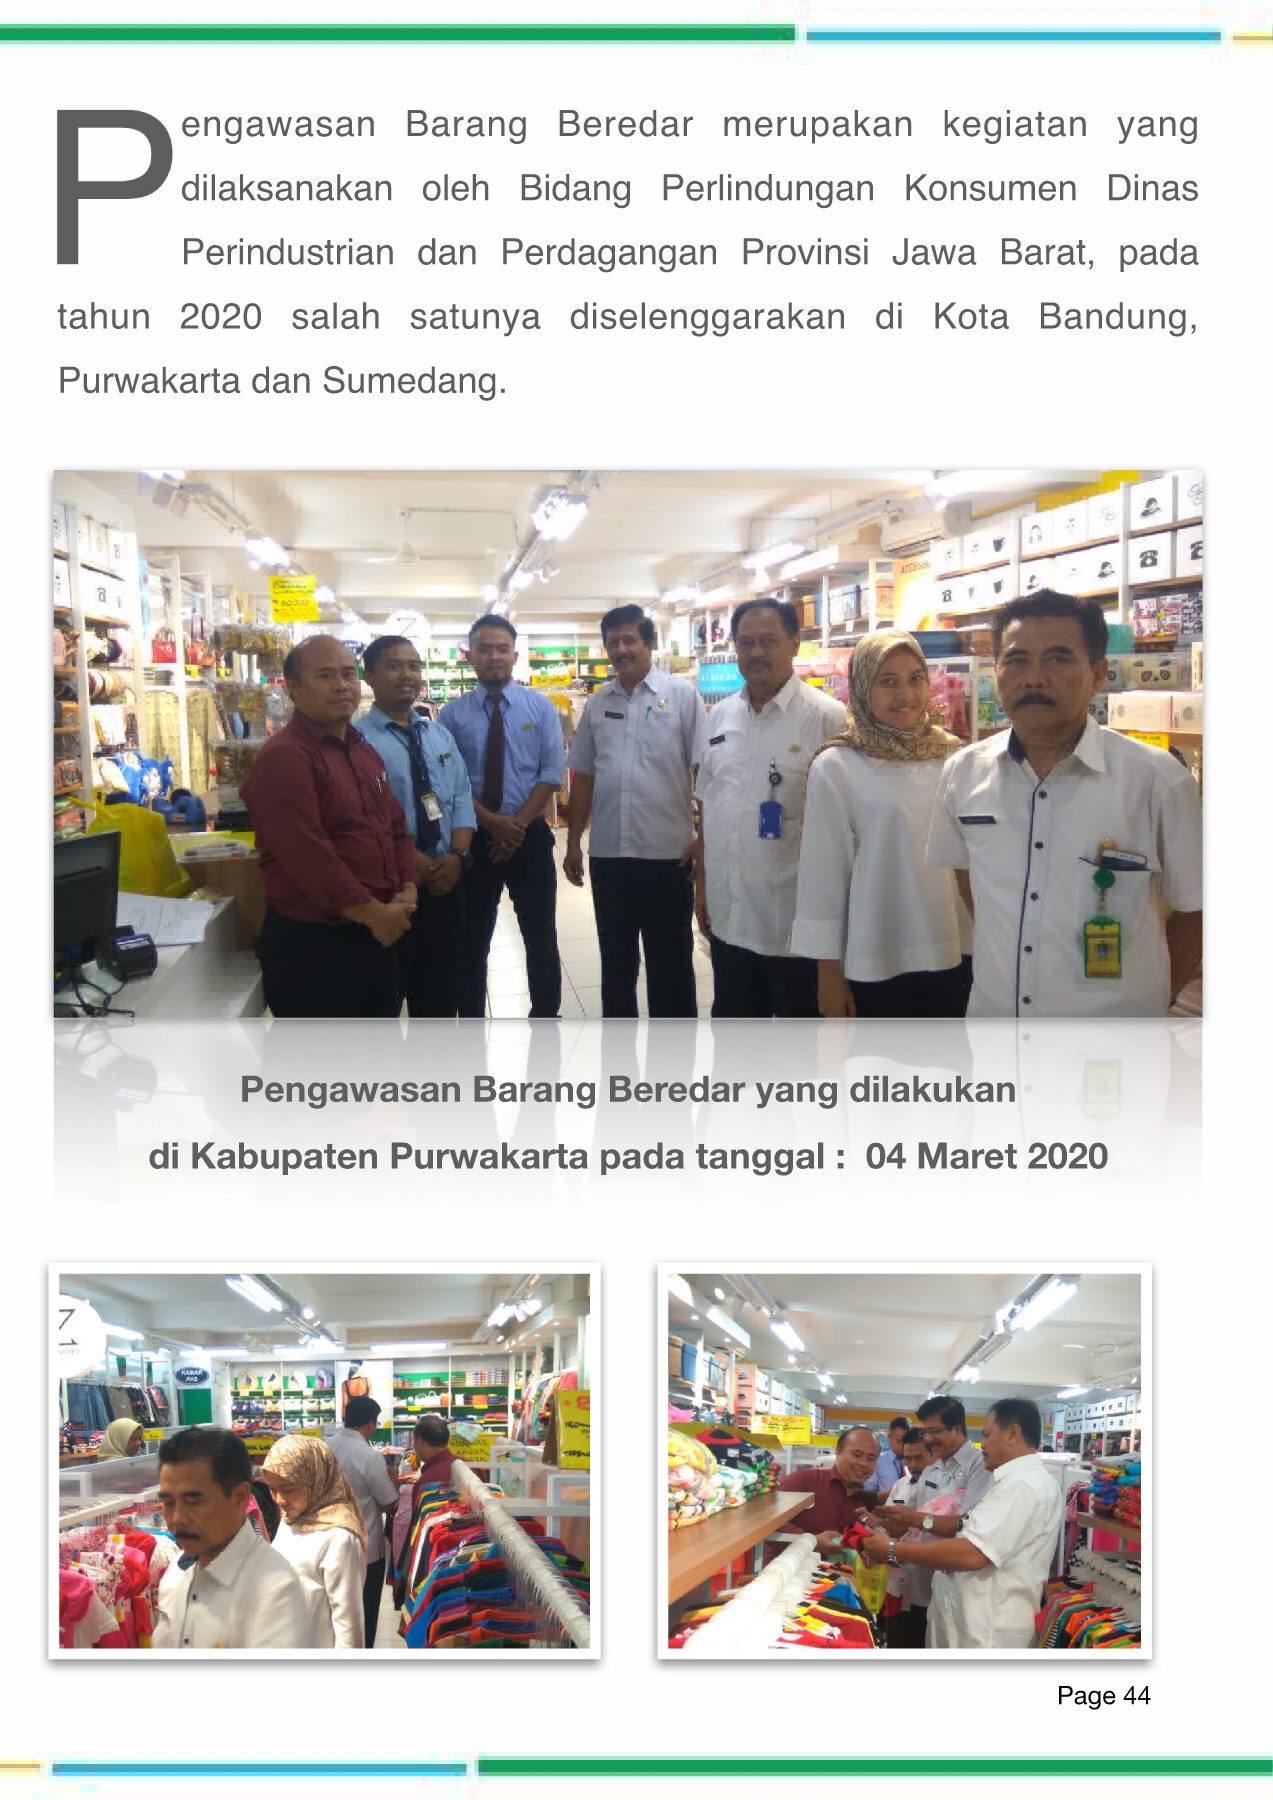 Pengawasan Barang Beredar merupakan kegiatan yang
dilaksanakan oleh Bidang Perlindungan Konsumen Dinas
Perindustrian dan Perdagangan Provinsi Jawa Barat, pada
tahun 2020 salah satunya diselenggarakan di Kota Bandung,
Purwakarta dan Sumedang.
Pengawasan Barang Beredar yang dilakukan
di Kabupaten Purwakarta pada tanggal : 04 Maret 2020
KAMAR
PAS
Page 44